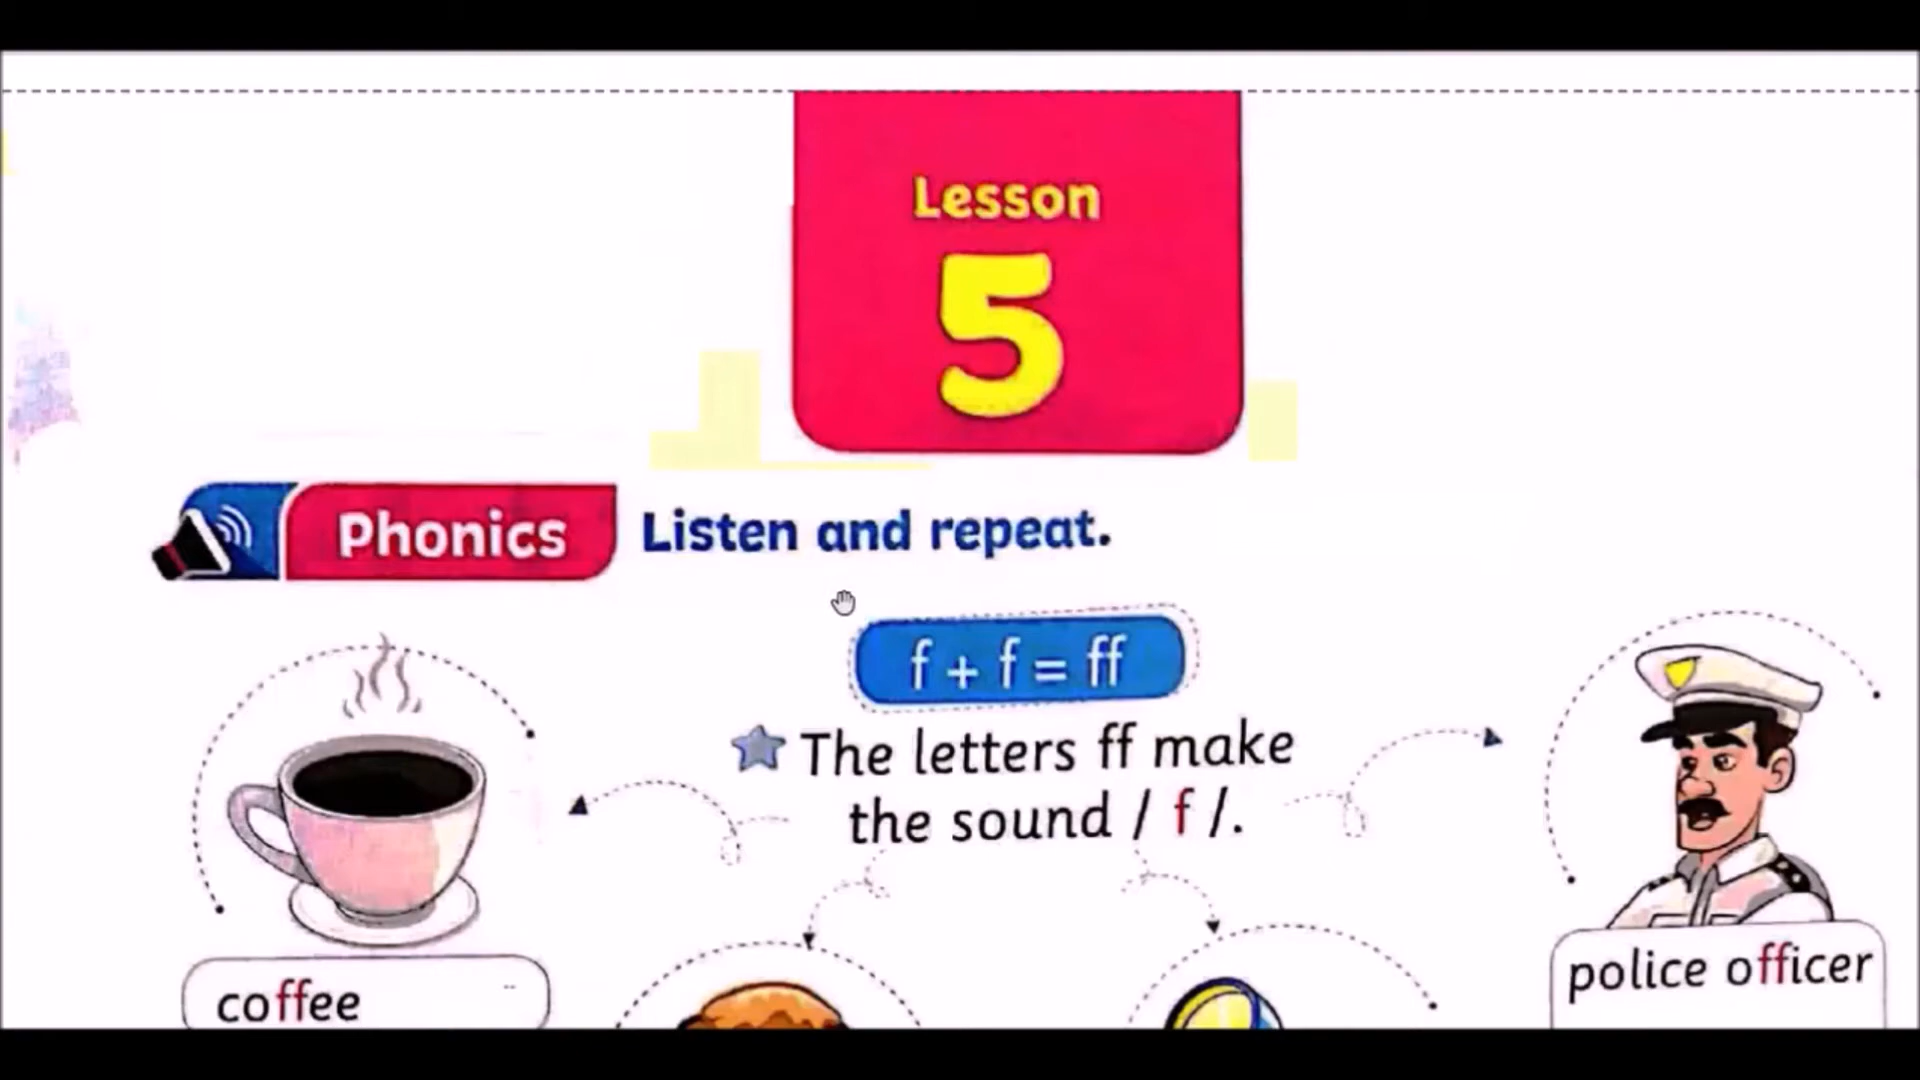 Lesson
5
Phonics Listen and repeat.
f + f = ff
The letters ff make
the sound / f /.
coffee
police officer